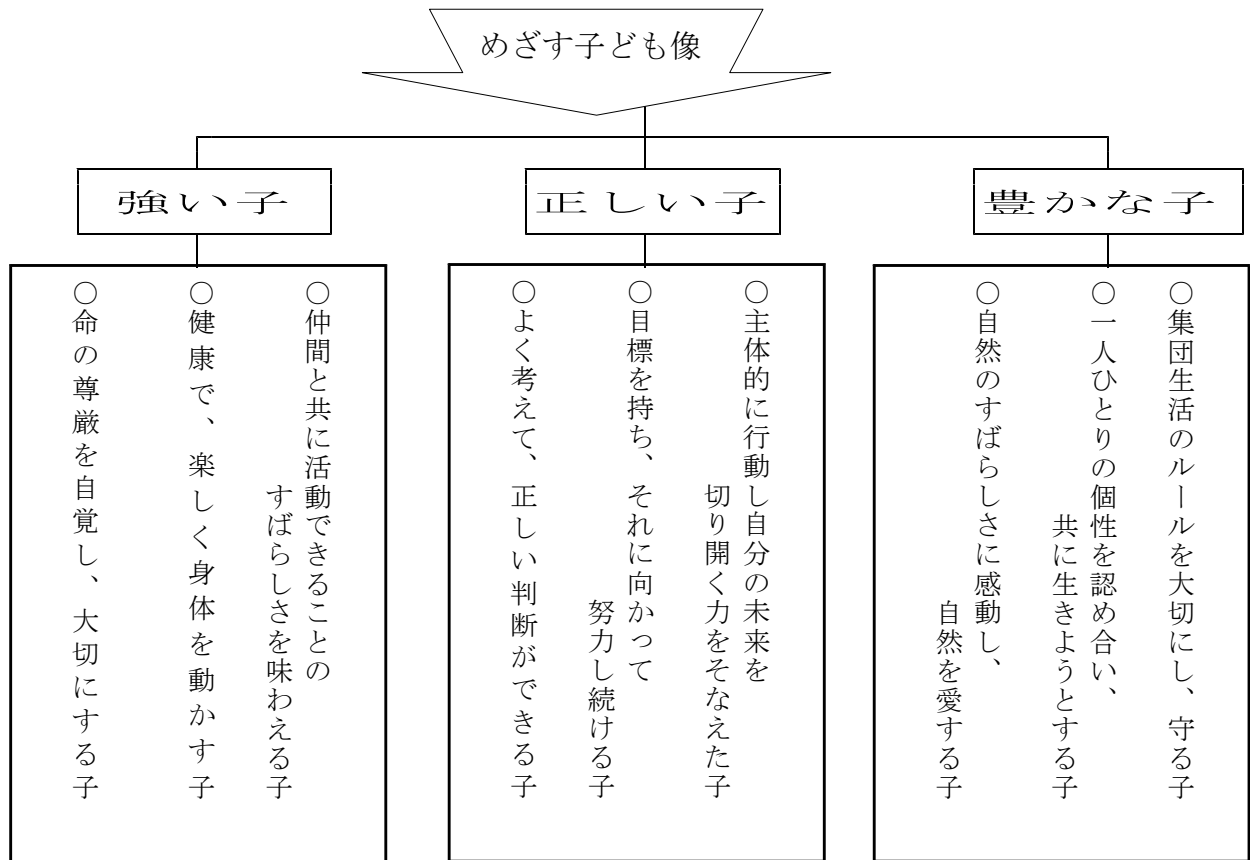 めざす子ども像
強い子
正しい子
豊かな子
○仲間と共に活動できることの
すばらしさを味わえる子
○健康で、楽しく身体を動かす子
○命の尊厳を自覚し、大切にする子
○主体的に行動し自分の未来を
切り開く力をそなえた子
○目標を持ち、それに向かって
努力し続ける子
○よく考えて、正しい判断ができる子
○集団生活のルールを大切にし、守る子
○一人ひとりの個性を認め合い、
共に生きようとする子
○自然のすばらしさに感動し、
自然を愛する子